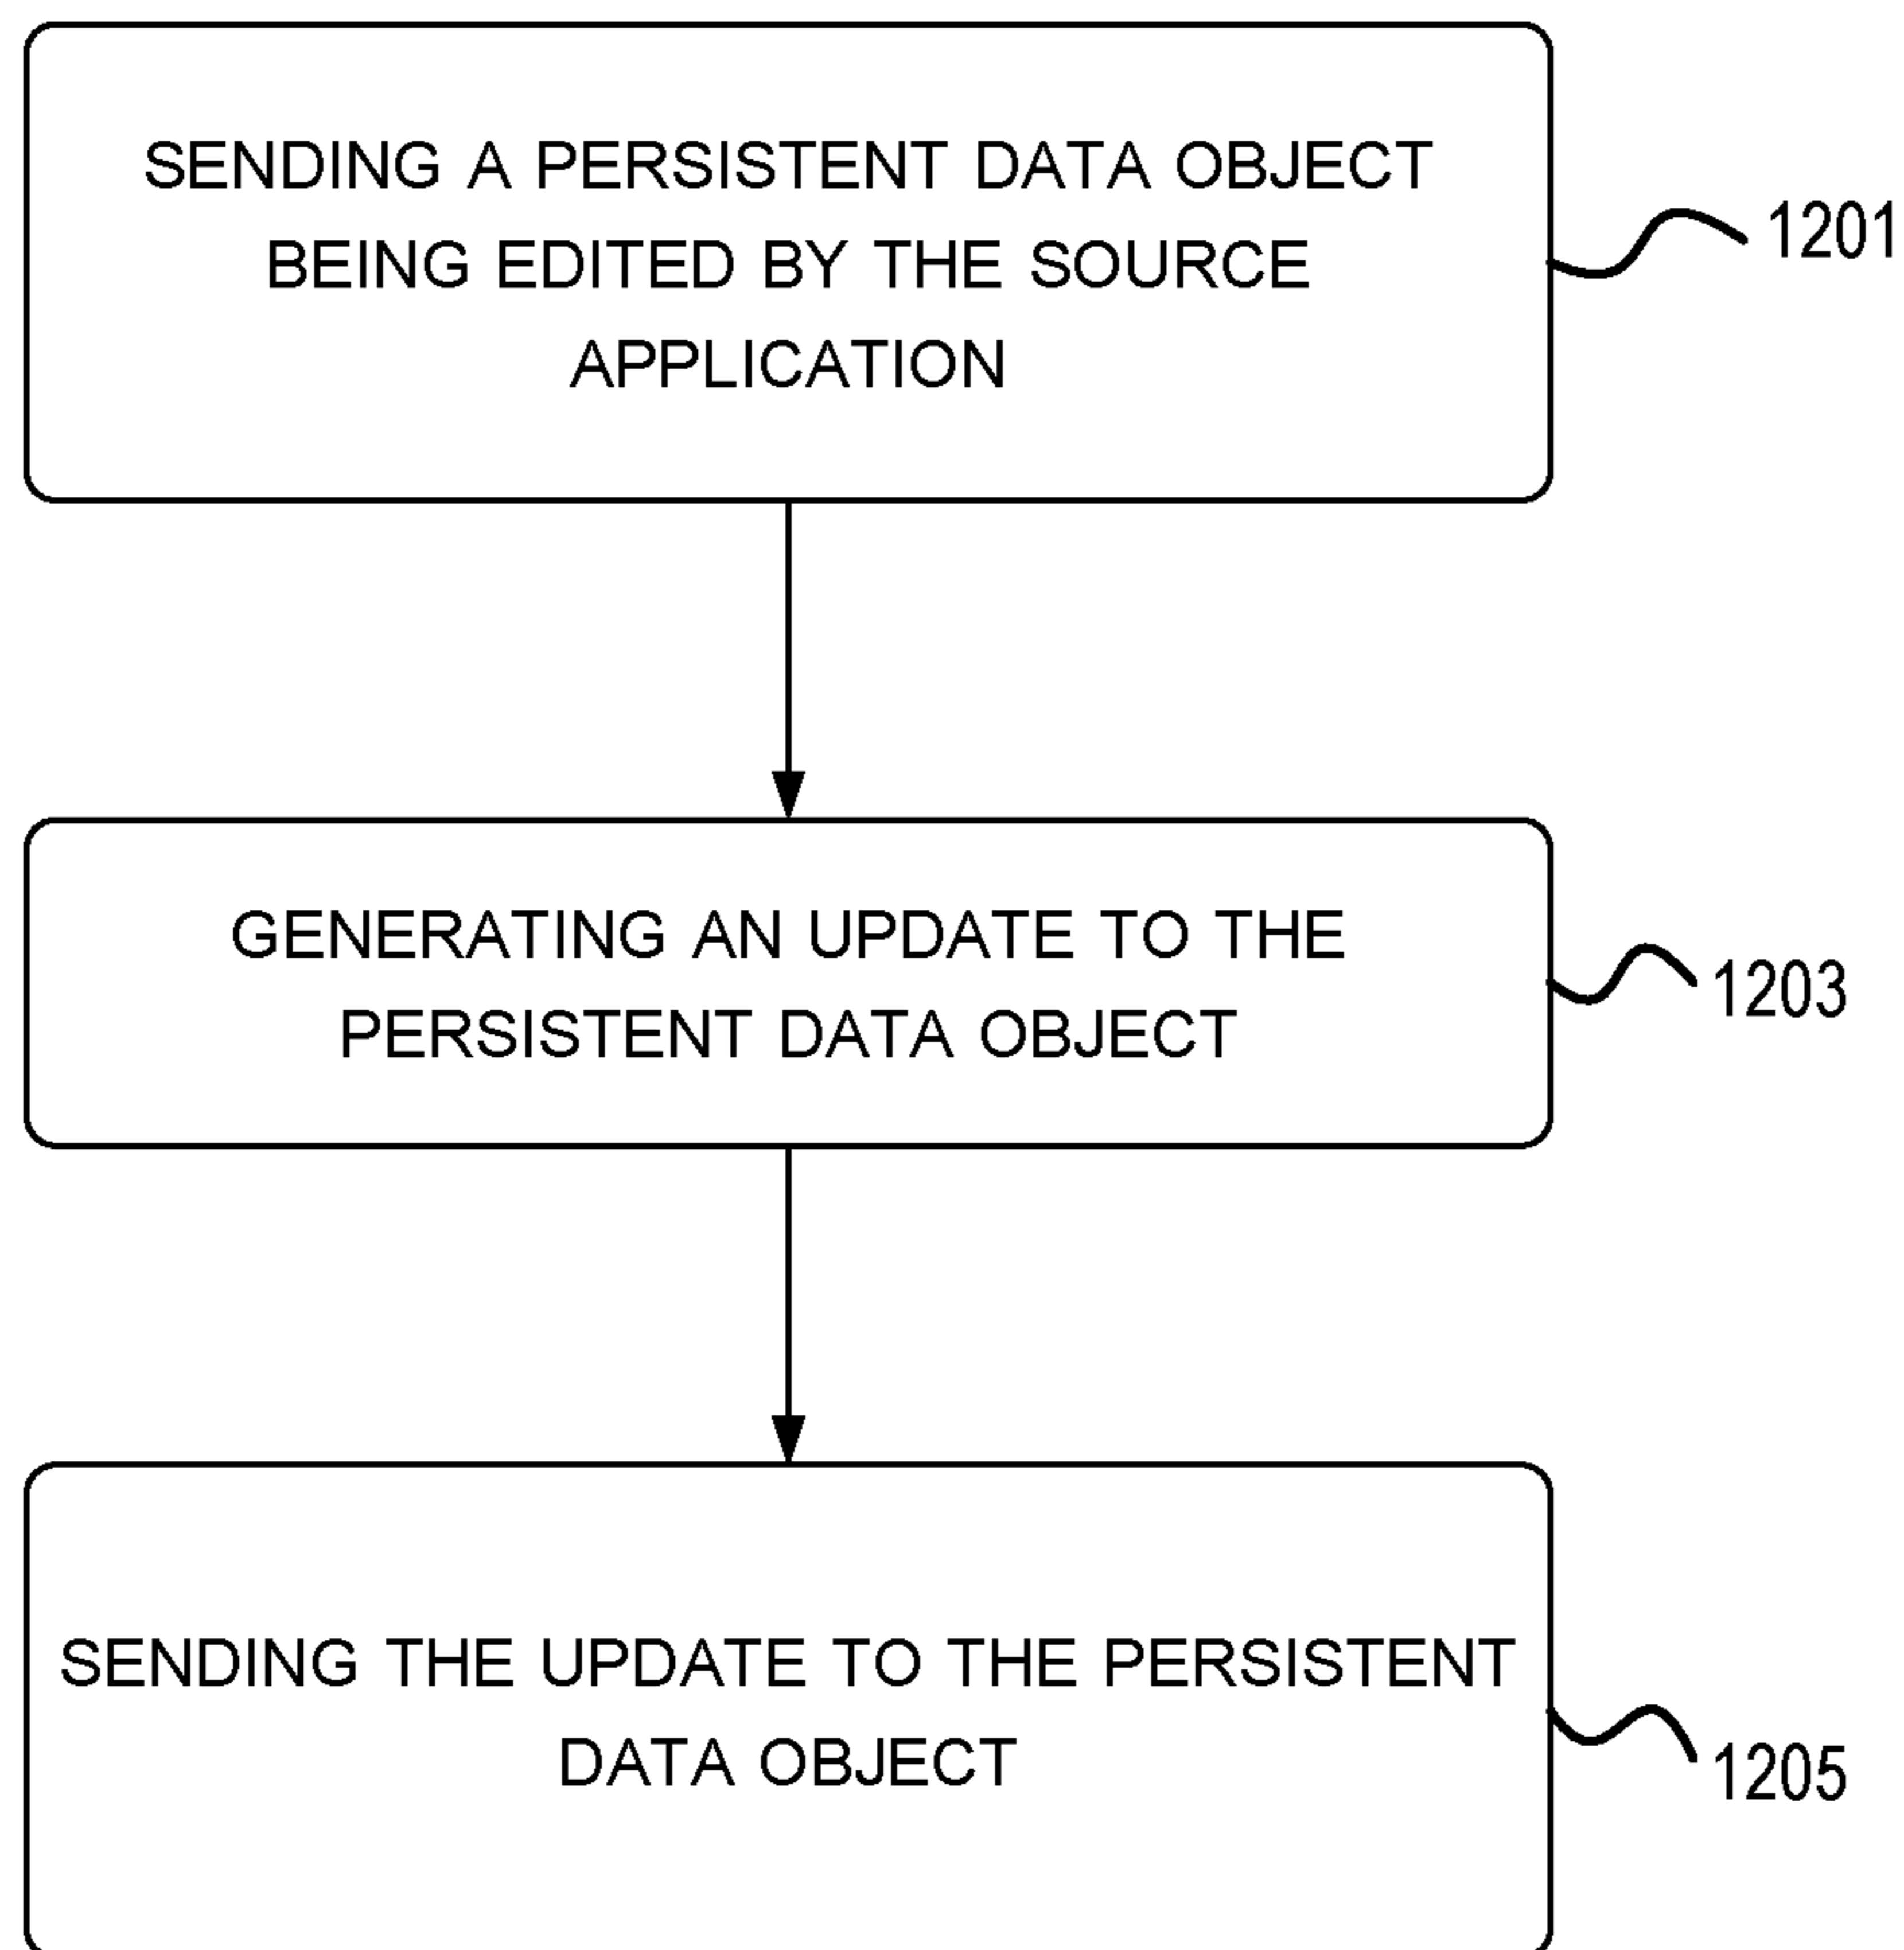 SENDING A PERSISTENT DATA OBJECT
BEING EDITED BY THE SOURCE
APPLICATION
1201
GENERATING AN UPDATE TO THE
PERSISTENT DATA OBJECT
1203
SENDING THE UPDATE TO THE PERSISTENT
DATA OBJECT
1205